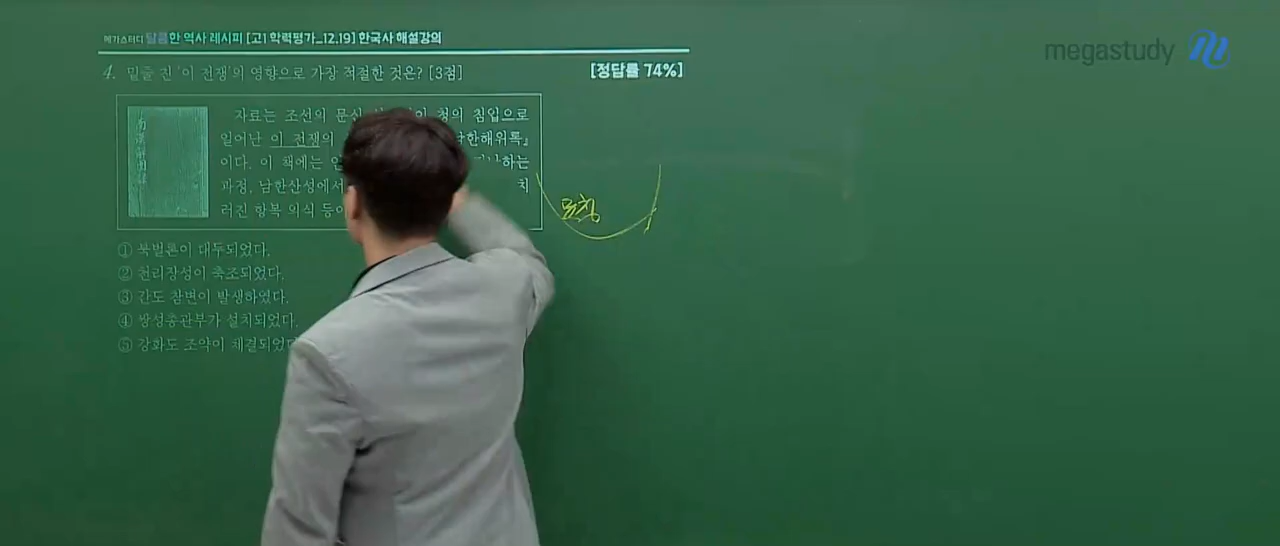 메가스터디 달콤한 역사 레시피 [고1 학력평가_12.19] 한국사 해설강의
megastudy
4. 밑줄 친 '이 전쟁'의 영향으로 가장 적절한 것은? [3점]
[정답률 74%]
자료는 조선의 문신 청의 침입으로
일어난 이 전쟁의 남한해위록』
이다. 이 책에는 하는
과정, 남한산성에서 치
러진 항복 의식 등이
① 북벌론이 대두되었다.
② 천리장성이 축조되었다.
③ 간도 참변이 발생하였다.
④ 쌍성총관부가 설치되었다.
⑤ 강화도 조약이 체결되었다